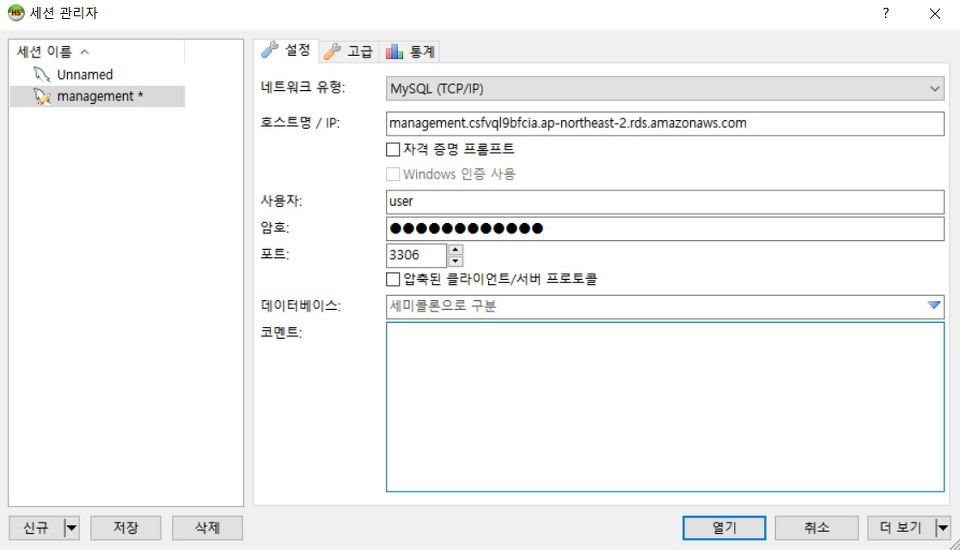 HS 세션 관리자 ?
세션 이름
Unnamed
management *
설정 고급 통계
네트워크 유형: MySQL (TCP/IP)
호스트명 / IP: management.csfvql9bfcia.ap-northeast-2.rds.amazonaws.com
자격 증명 프롬프트
Windows 인증 사용
사용자: user
암호: ●●●●●●●●●●●●
포트: 3306
압축된 클라이언트/서버 프로토콜
데이터베이스: 세미콜론으로 구분
코멘트:
신규 저장 삭제 열기 취소 더 보기